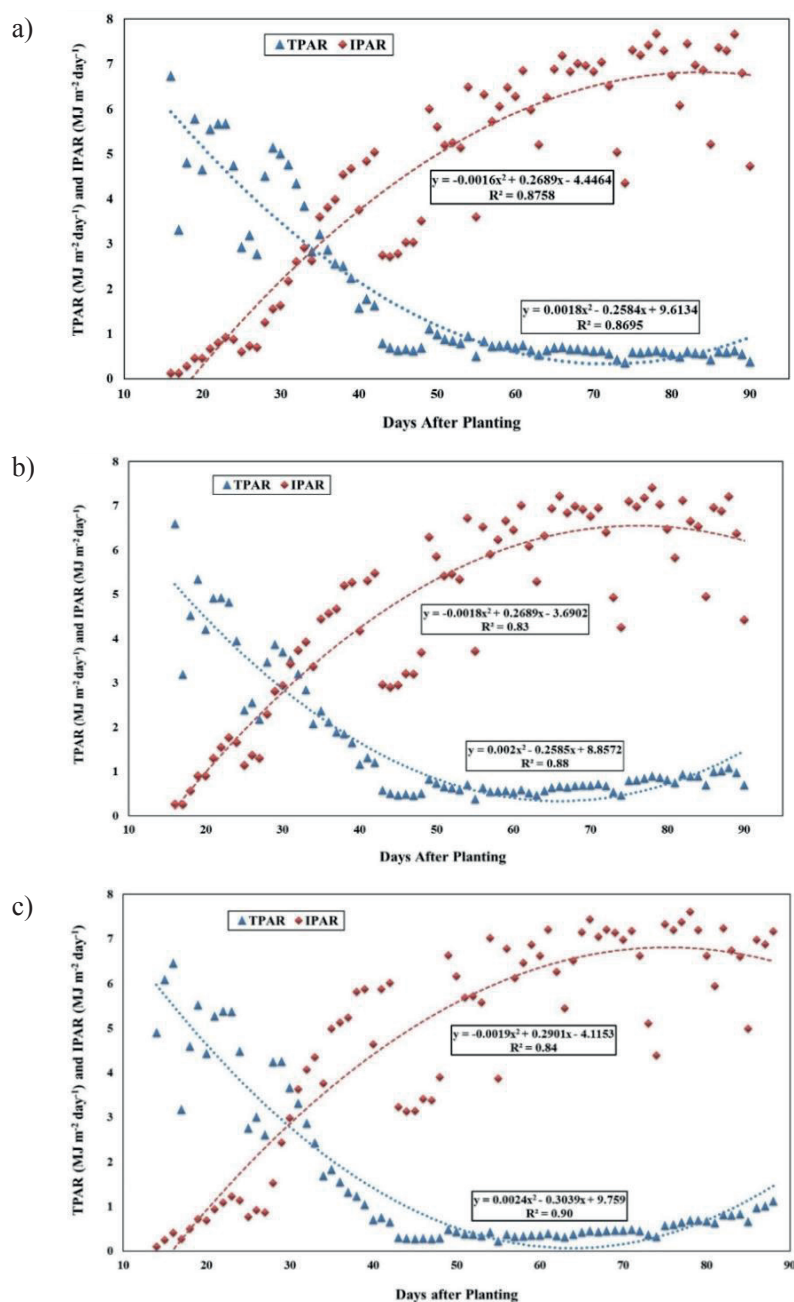 a)
TPAR IPAR
TPAR (MJ m⁻² day⁻¹) and IPAR (MJ m⁻² day⁻¹)
8
7
6
5
4
3
2
1
0
y = -0.0016x² + 0.2689x - 4.4464
R² = 0.8758
y = 0.0018x² - 0.2584x + 9.6134
R² = 0.8695
10 20 30 40 50 60 70 80 90
Days After Planting
b)
TPAR IPAR
TPAR (MJ m⁻² day⁻¹) and IPAR (MJ m⁻² day⁻¹)
8
7
6
5
4
3
2
1
0
y = -0.0018x² + 0.2689x - 3.6902
R² = 0.83
y = 0.002x² - 0.2585x + 8.8572
R² = 0.88
10 20 30 40 50 60 70 80 90
Days After Planting
c)
TPAR IPAR
TPAR (MJ m⁻² day⁻¹) and IPAR (MJ m⁻² day⁻¹)
8
7
6
5
4
3
2
1
0
y = -0.0019x² + 0.2901x - 4.1153
R² = 0.84
y = 0.0024x² - 0.3039x + 9.759
R² = 0.90
10 20 30 40 50 60 70 80 90
Days after Planting